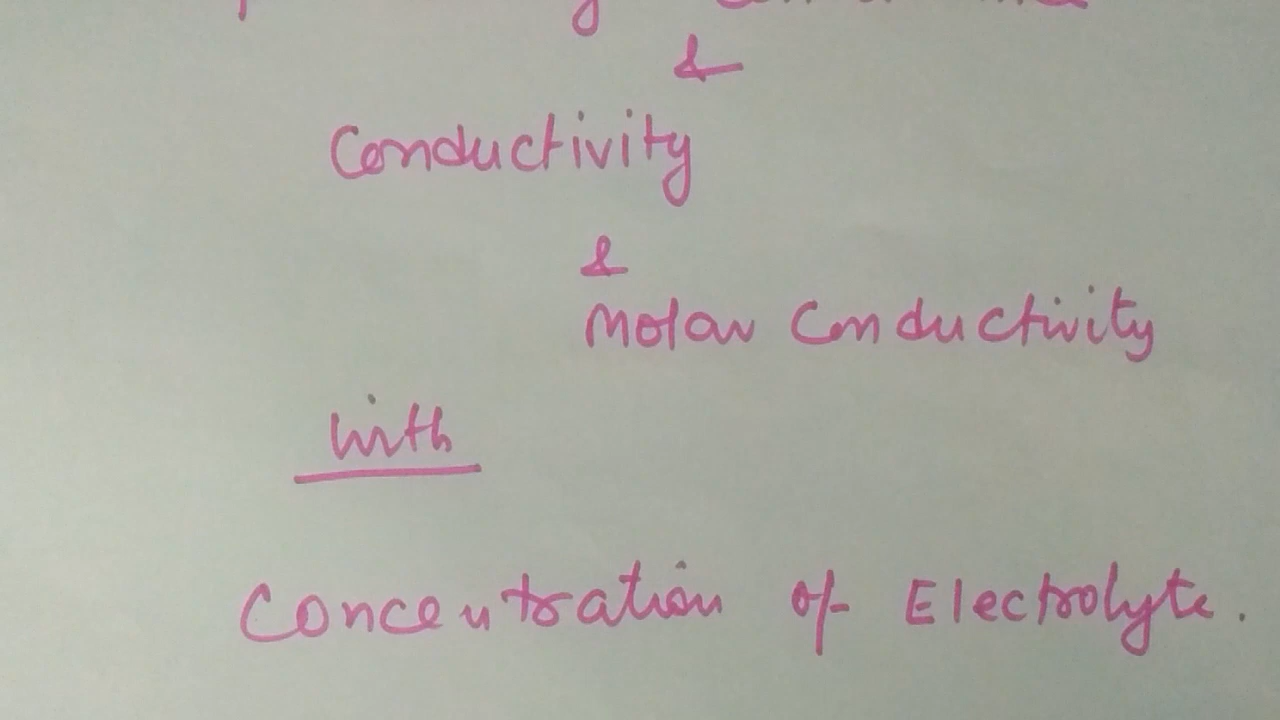 &
Conductivity
&
Molar Conductivity
with
Concentration of Electrolyte.